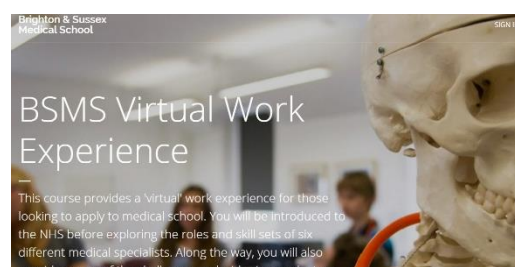 Brighton & Sussex
Medical School
SIGN I
BSMS Virtual Work
Experience
This course provides a 'virtual' work experience for those
looking to apply to medical school. You will be introduced to
the NHS before exploring the roles and skill sets of six
different medical specialists. Along the way, you will also